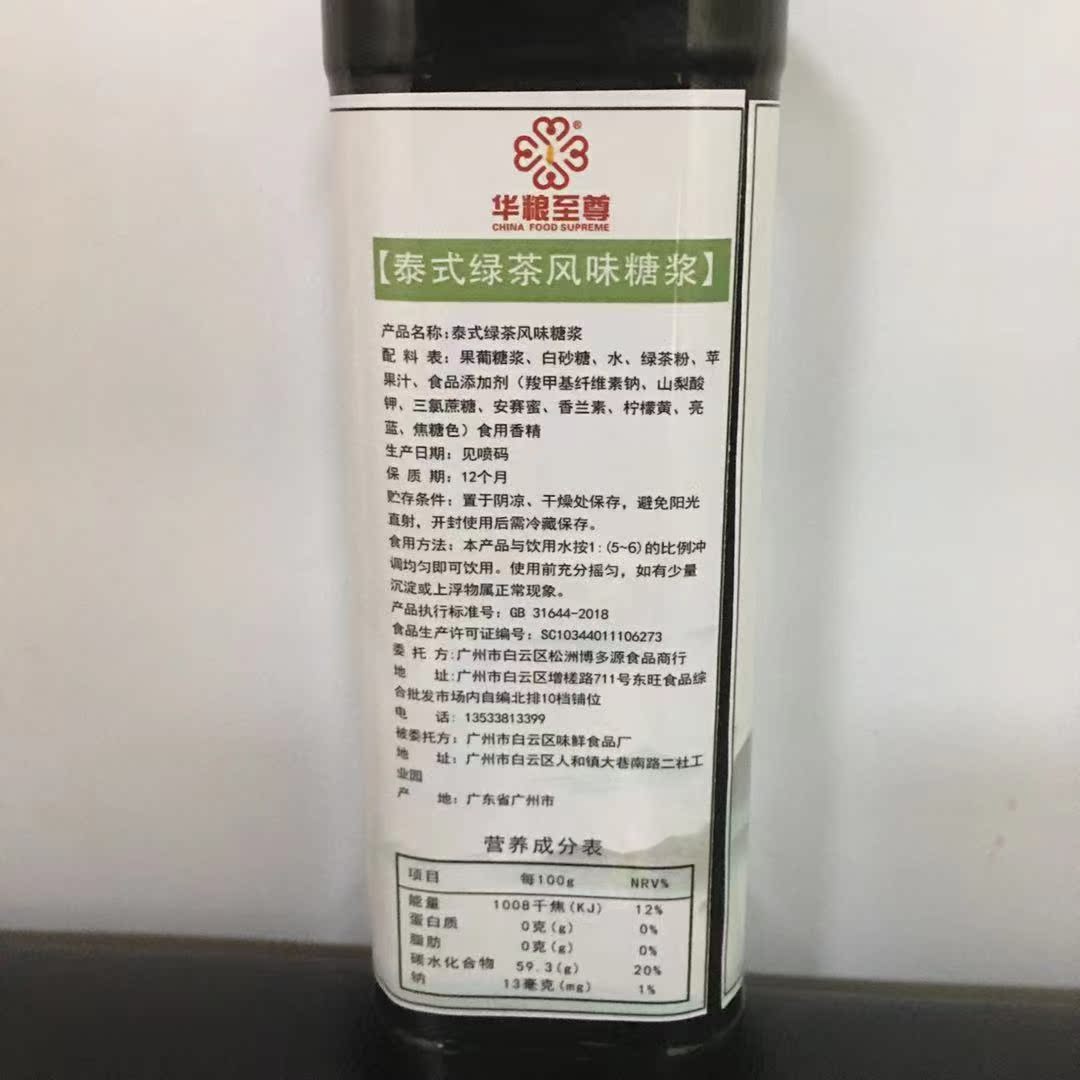 ®
华粮至尊
CHINA FOOD SUPREME
【泰式绿茶风味糖浆】
产品名称:泰式绿茶风味糖浆
配 料 表: 果葡糖浆、白砂糖、水、绿茶粉、苹
果汁、食品添加剂（羧甲基纤维素钠、山梨酸
钾、三氯蔗糖、安赛蜜、香兰素、柠檬黄、亮
蓝、焦糖色）食用香精
生产日期: 见喷码
保 质 期: 12个月
贮存条件: 置于阴凉、干燥处保存，避免阳光
直射，开封使用后需冷藏保存。
食用方法: 本产品与饮用水按1:(5~6)的比例冲
调均匀即可饮用。使用前充分摇匀，如有少量
沉淀或上浮物属正常现象。
产品执行标准号: GB 31644-2018
食品生产许可证编号: SC10344011106273
委 托 方:广州市白云区松洲博多源食品商行
地 址:广州市白云区增槎路711号东旺食品综
合批发市场内自编北排10档铺位
电 话: 13533813399
被委托方: 广州市白云区味鲜食品厂
地 址: 广州市白云区人和镇大巷南路二社工
业园
产 地: 广东省广州市
营养成分表
项目 每100g NRV%
能量 1008千焦(KJ) 12%
蛋白质 0克(g) 0%
脂肪 0克(g) 0%
碳水化合物 59.3(g) 20%
钠 13毫克(mg) 1%